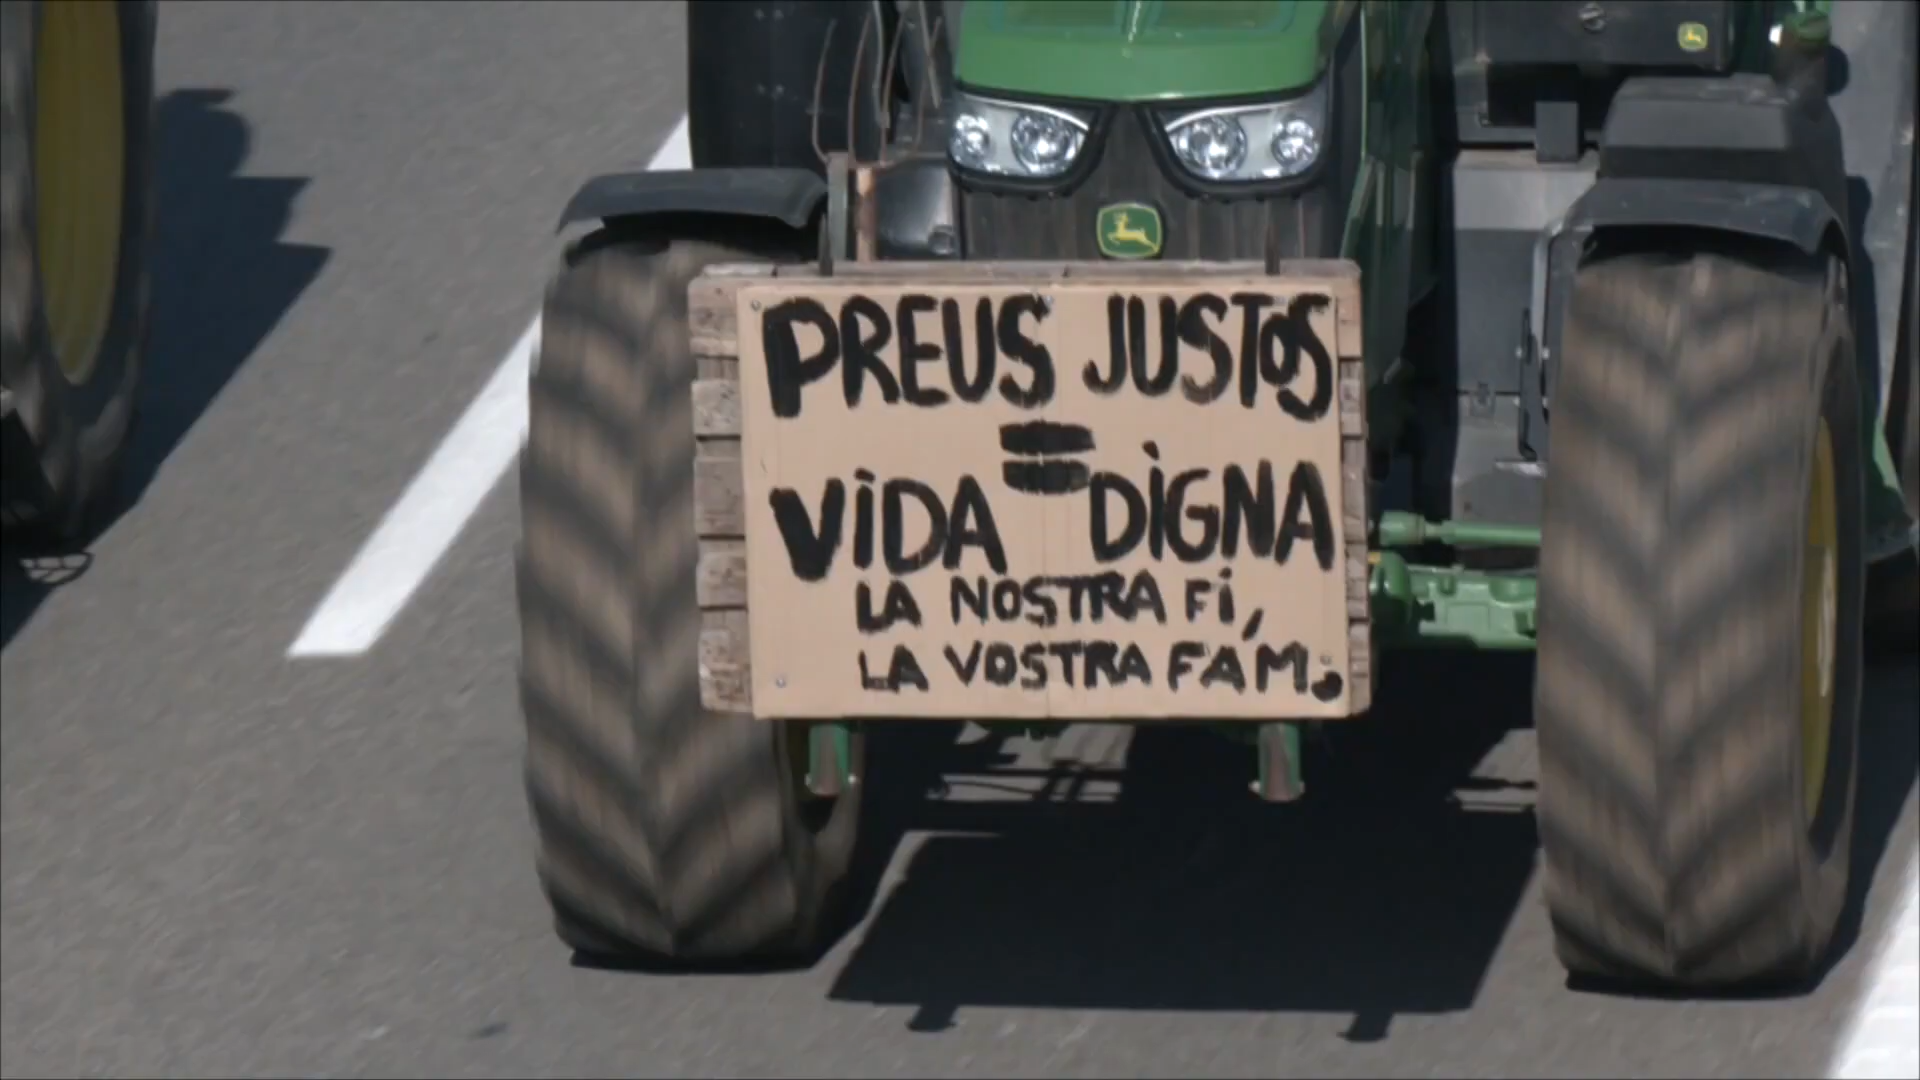 PREUS JUSTOS
=
VIDA DIGNA
LA NOSTRA FI,
LA VOSTRA FAM.